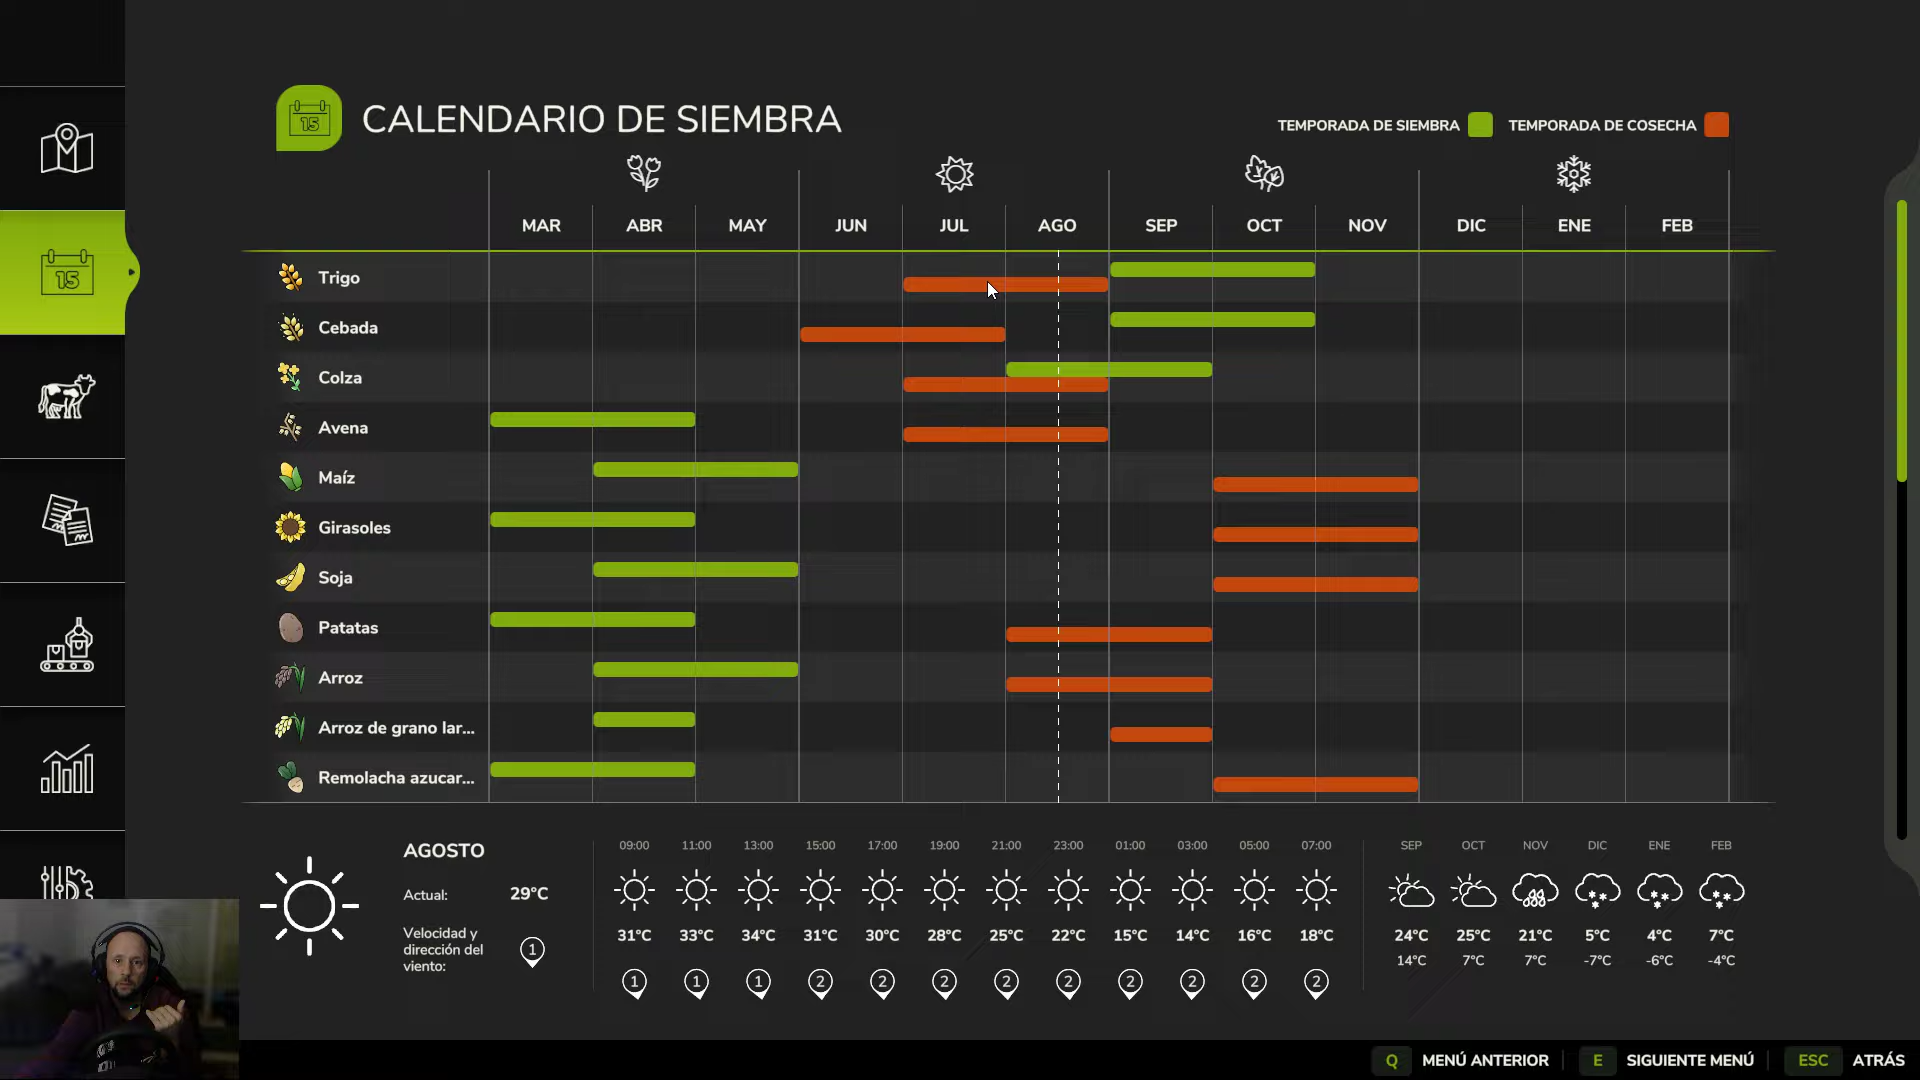 15
CALENDARIO DE SIEMBRA
TEMPORADA DE SIEMBRA
TEMPORADA DE COSECHA
MAR ABR MAY JUN JUL AGO SEP OCT NOV DIC ENE FEB
15
Trigo
Cebada
Colza
Avena
Maíz
Girasoles
Soja
Patatas
Arroz
Arroz de grano lar...
Remolacha azucar...
AGOSTO
Actual: 29°C
Velocidad y
dirección del
viento:
1
09:00 11:00 13:00 15:00 17:00 19:00 21:00 23:00 01:00 03:00 05:00 07:00
31°C 33°C 34°C 31°C 30°C 28°C 25°C 22°C 15°C 14°C 16°C 18°C
1 1 1 2 2 2 2 2 2 2 2 2
SEP OCT NOV DIC ENE FEB
24°C 25°C 21°C 5°C 4°C 7°C
14°C 7°C 7°C -7°C -6°C -4°C
Q MENÚ ANTERIOR
E SIGUIENTE MENÚ
ESC ATRÁS